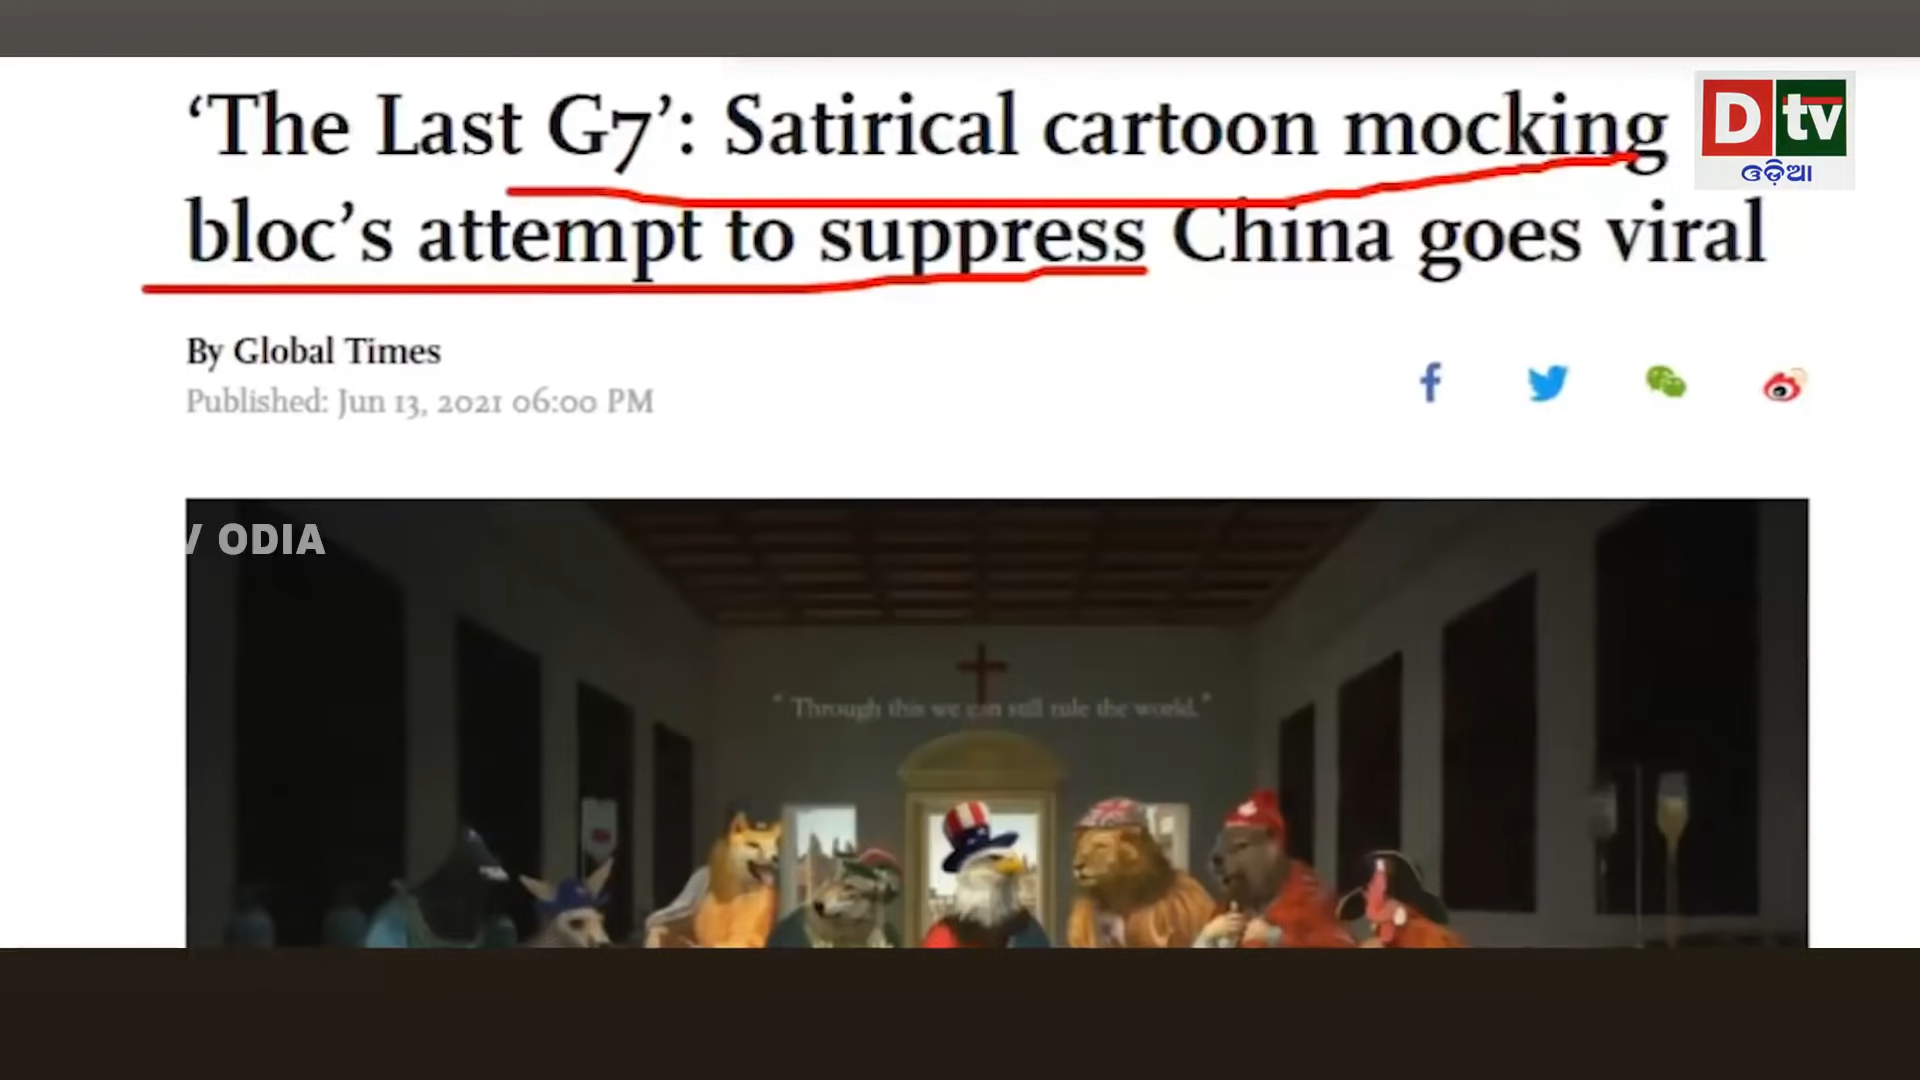 ‘The Last G7’: Satirical cartoon mocking
bloc’s attempt to suppress China goes viral
D tv
ଓଡ଼ିଆ
By Global Times
Published: Jun 13, 2021 06:00 PM
V ODIA
“ Through this we can still rule the world.”